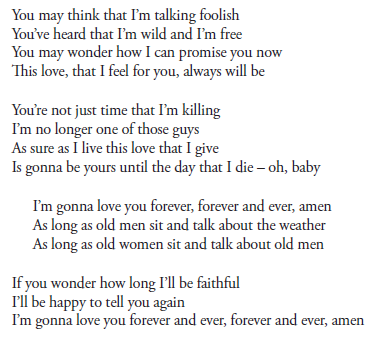 You may think that I'm talking foolish
You've heard that I'm wild and I'm free
You may wonder how I can promise you now
This love, that I feel for you, always will be

You're not just time that I'm killing
I'm no longer one of those guys
As sure as I live this love that I give
Is gonna be yours until the day that I die – oh, baby

I'm gonna love you forever, forever and ever, amen
As long as old men sit and talk about the weather
As long as old women sit and talk about old men

If you wonder how long I'll be faithful
I'll be happy to tell you again
I'm gonna love you forever and ever, forever and ever, amen